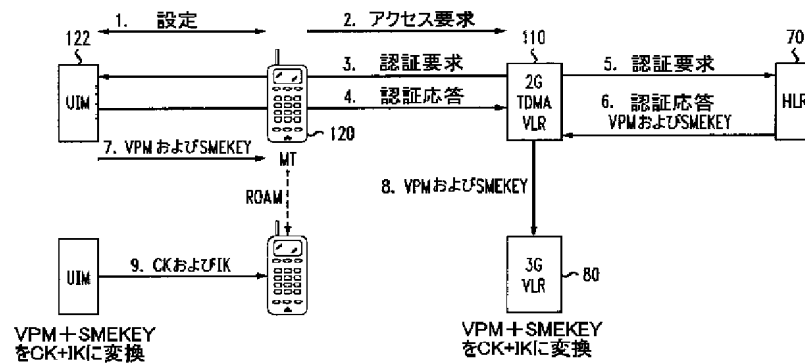 1. 設定
2. アクセス要求
122
110
70
3. 認証要求
5. 認証要求
UIM
2G
TDMA
VLR
HLR
4. 認証応答
6. 認証応答
VPMおよびSMEKEY
120
7. VPMおよびSMEKEY
MT
8. VPMおよびSMEKEY
ROAM
UIM
9. CKおよびIK
3G
VLR
80
VPM+SMEKEY
をCK+IKに変換
VPM+SMEKEY
をCK+IKに変換